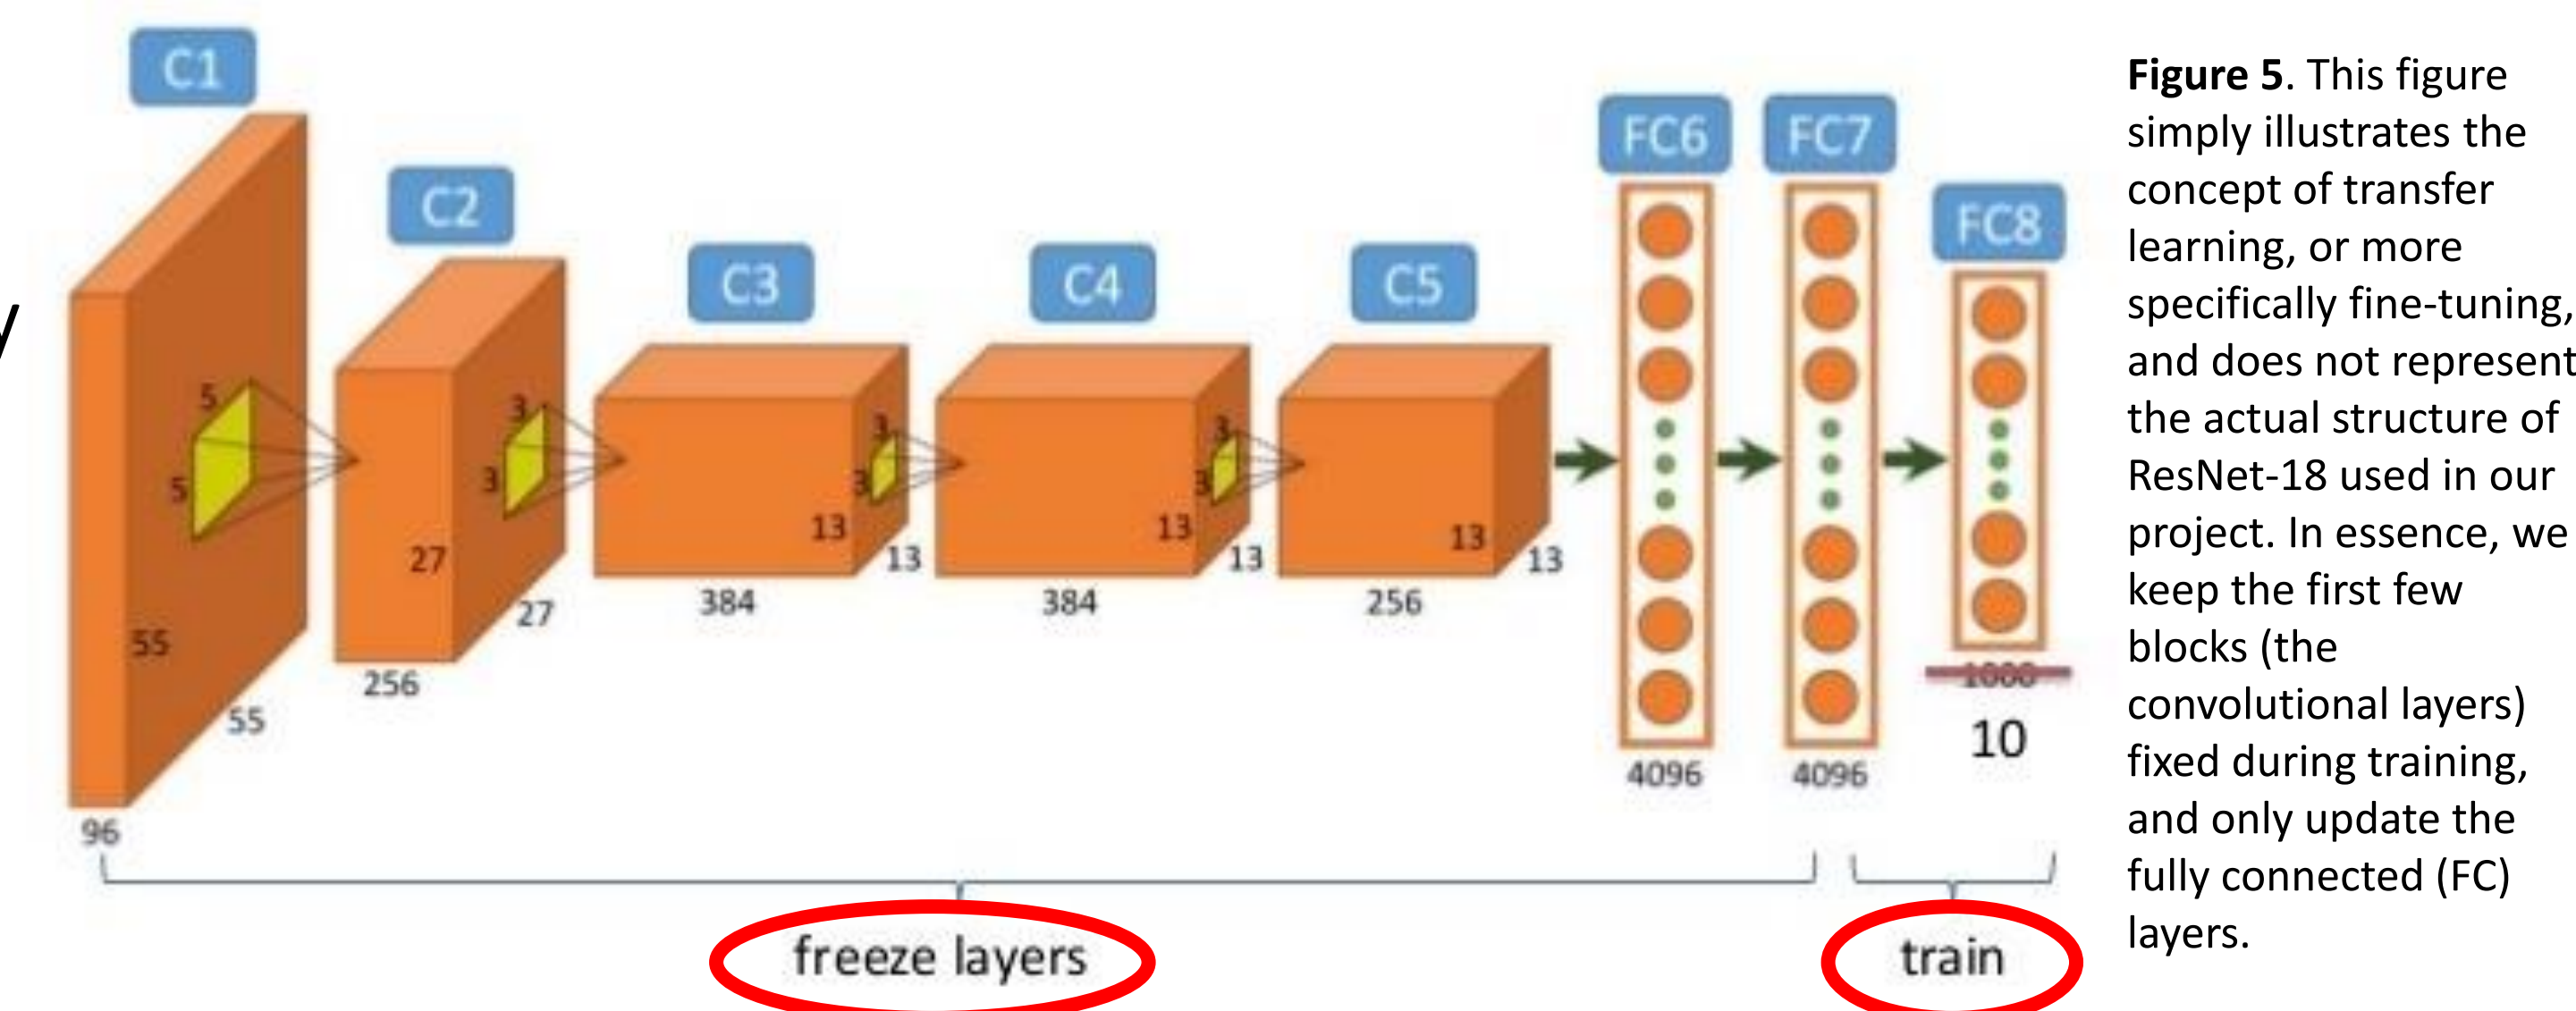 C1
C2
C3
C4
C5
FC6
FC7
FC8
y
5
5
3
3
3
3
3
3
55
55
96
27
27
256
13
13
384
13
13
384
13
13
256
4096
4096
1000
10
freeze layers
train
Figure 5. This figure
simply illustrates the
concept of transfer
learning, or more
specifically fine-tuning,
and does not represent
the actual structure of
ResNet-18 used in our
project. In essence, we
keep the first few
blocks (the
convolutional layers)
fixed during training,
and only update the
fully connected (FC)
layers.